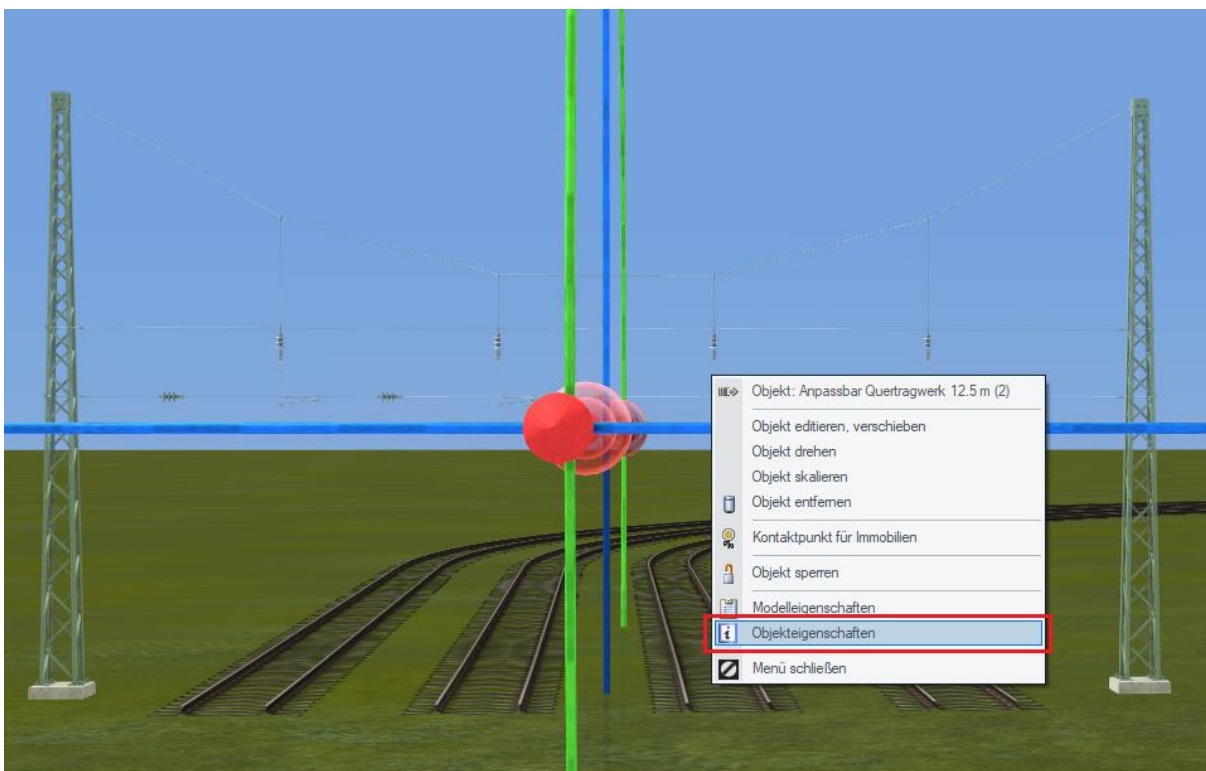 Objekt: Anpassbar Quertragwerk 12.5 m (2)
Objekt editieren, verschieben
Objekt drehen
Objekt skalieren
Objekt entfernen
Kontaktpunkt für Immobilien
Objekt sperren
Modelleigenschaften
Objekteigenschaften
Menü schließen